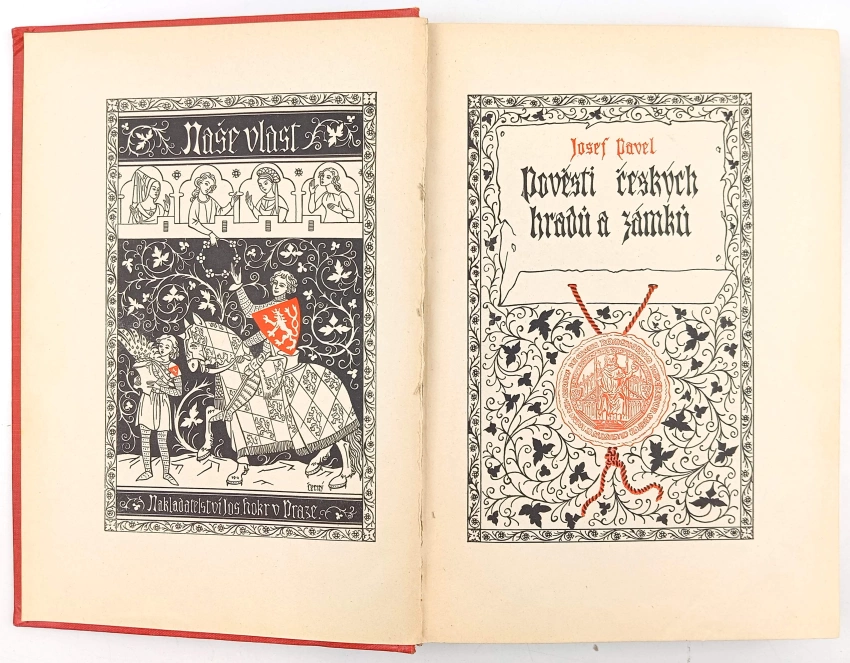 Naše vlast
Nakladatelství Jos Hokr v Praze
Josef Pavel
Pověsti českých
hradů a zámků